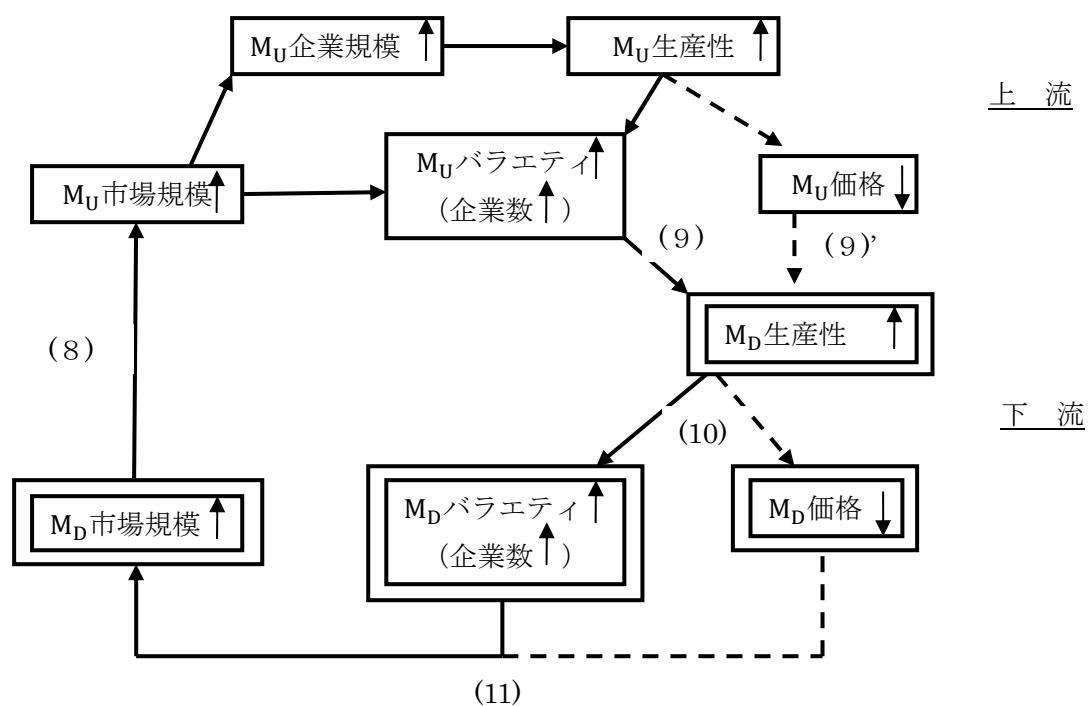 M_U企業規模↑
M_U生産性↑
上　流
M_Uバラエティ↑
(企業数↑)
M_U市場規模↑
M_U価格↓
(９)
(９)’
M_D生産性↑
(８)
下　流
(10)
M_D市場規模↑
M_Dバラエティ↑
(企業数↑)
M_D価格↓
(11)